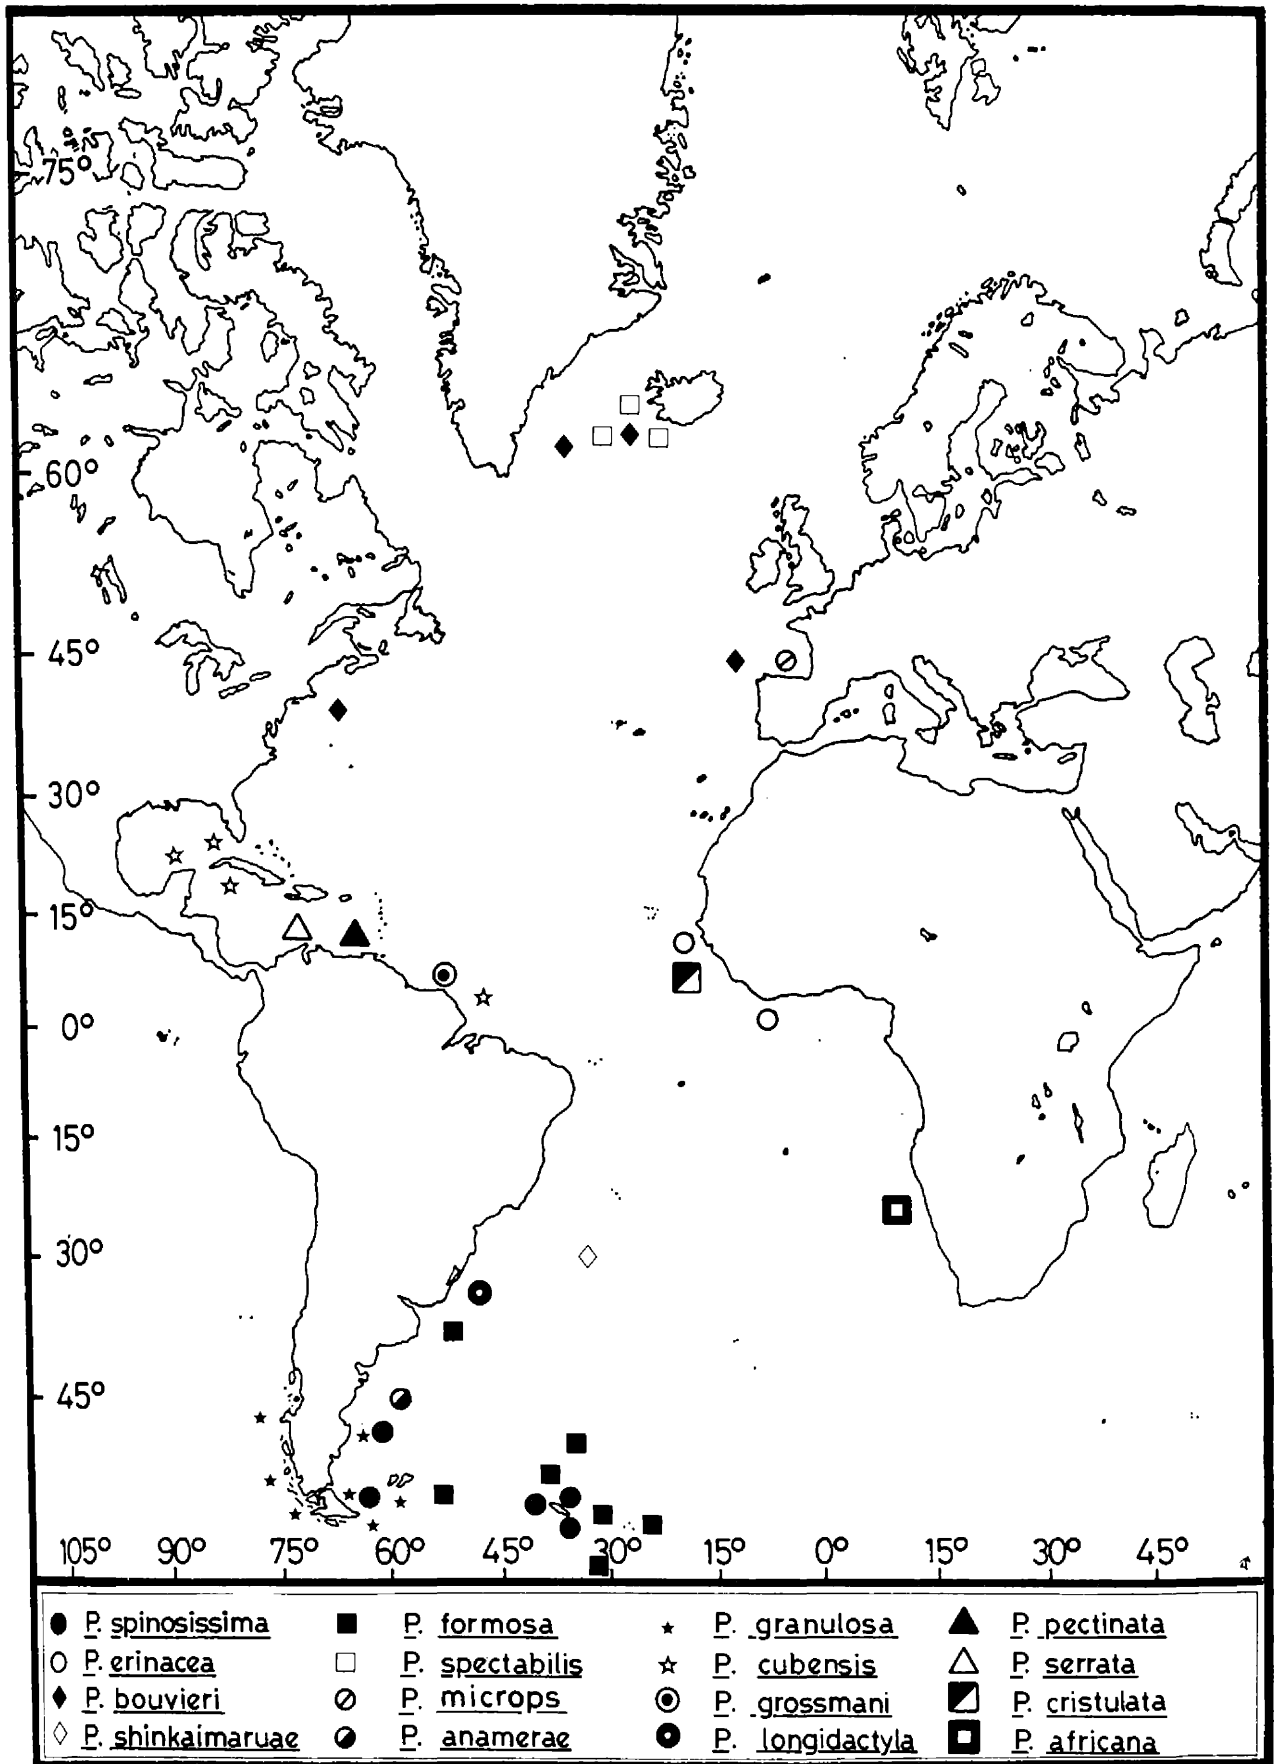 75°
60°
45°
30°
15°
0°
15°
30°
45°
105° 90° 75° 60° 45° 30° 15° 0° 15° 30° 45°
P. spinosissima P. formosa P. granulosa P. pectinata
P. erinacea P. spectabilis P. cubensis P. serrata
P. bouvieri P. microps P. grossmani P. cristulata
P. shinkaimaruae P. anamerae P. longidactyla P. africana